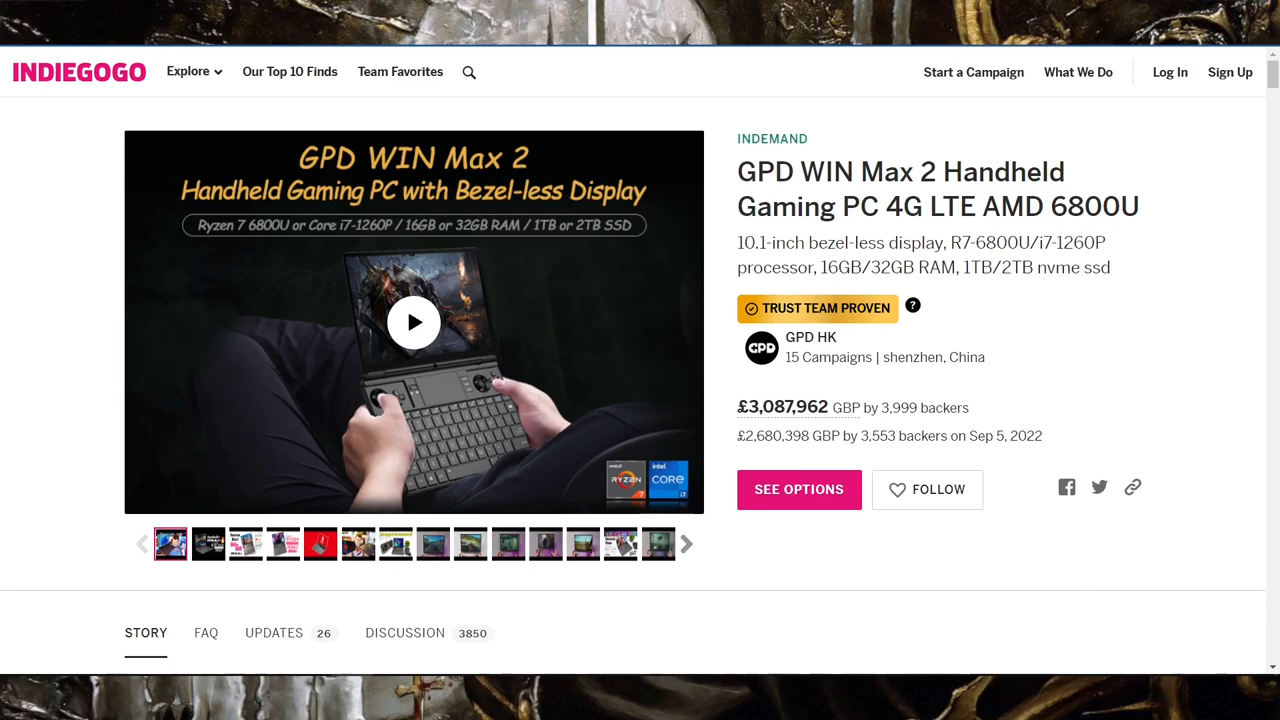 INDIEGOGO
Explore
Our Top 10 Finds
Team Favorites
Start a Campaign
What We Do
Log In
Sign Up
GPD WIN Max 2
Handheld Gaming PC with Bezel-less Display
Ryzen 7 6800U or Core i7-1260P / 16GB or 32GB RAM / 1TB or 2TB SSD
AMD
RYZEN
7
intel
CORE
i7
INDEMAND
GPD WIN Max 2 Handheld
Gaming PC 4G LTE AMD 6800U
10.1-inch bezel-less display, R7-6800U/i7-1260P
processor, 16GB/32GB RAM, 1TB/2TB nvme ssd
TRUST TEAM PROVEN
?
GPD
GPD HK
15 Campaigns | shenzhen, China
£3,087,962 GBP by 3,999 backers
£2,680,398 GBP by 3,553 backers on Sep 5, 2022
SEE OPTIONS
FOLLOW
STORY
FAQ
UPDATES 26
DISCUSSION 3850